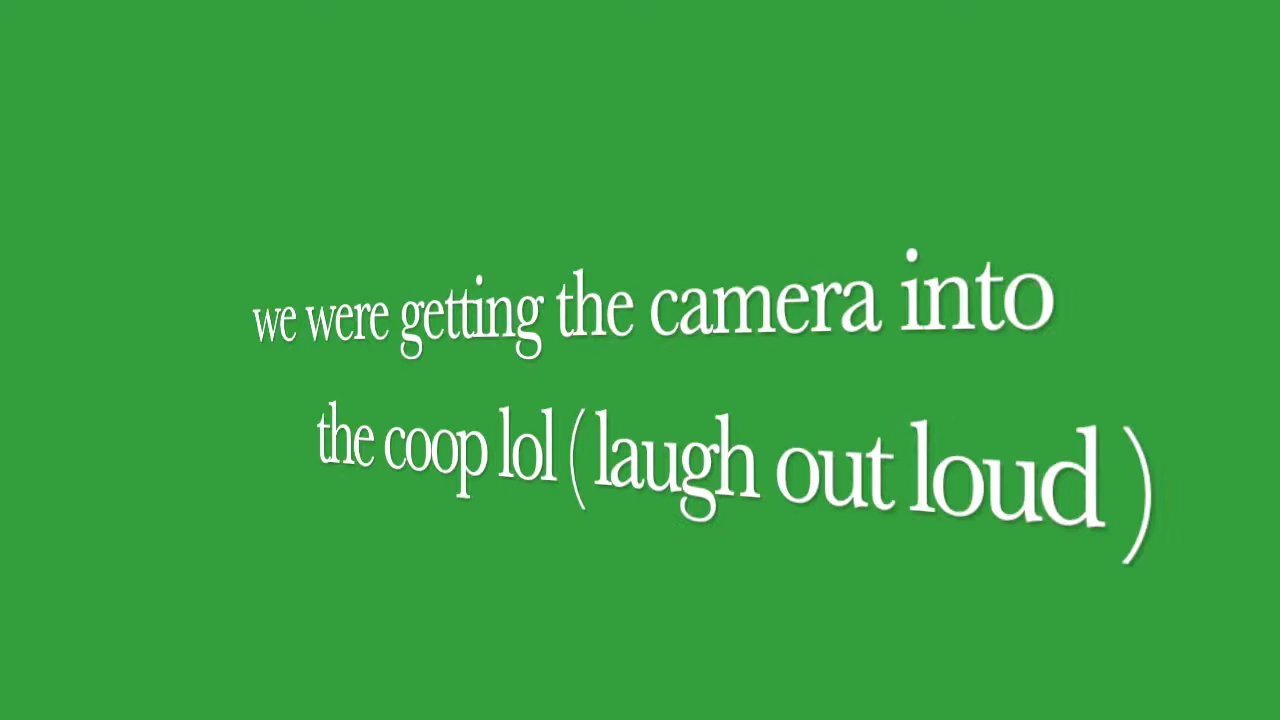 we were getting the camera into
the coop lol ( laugh out loud )